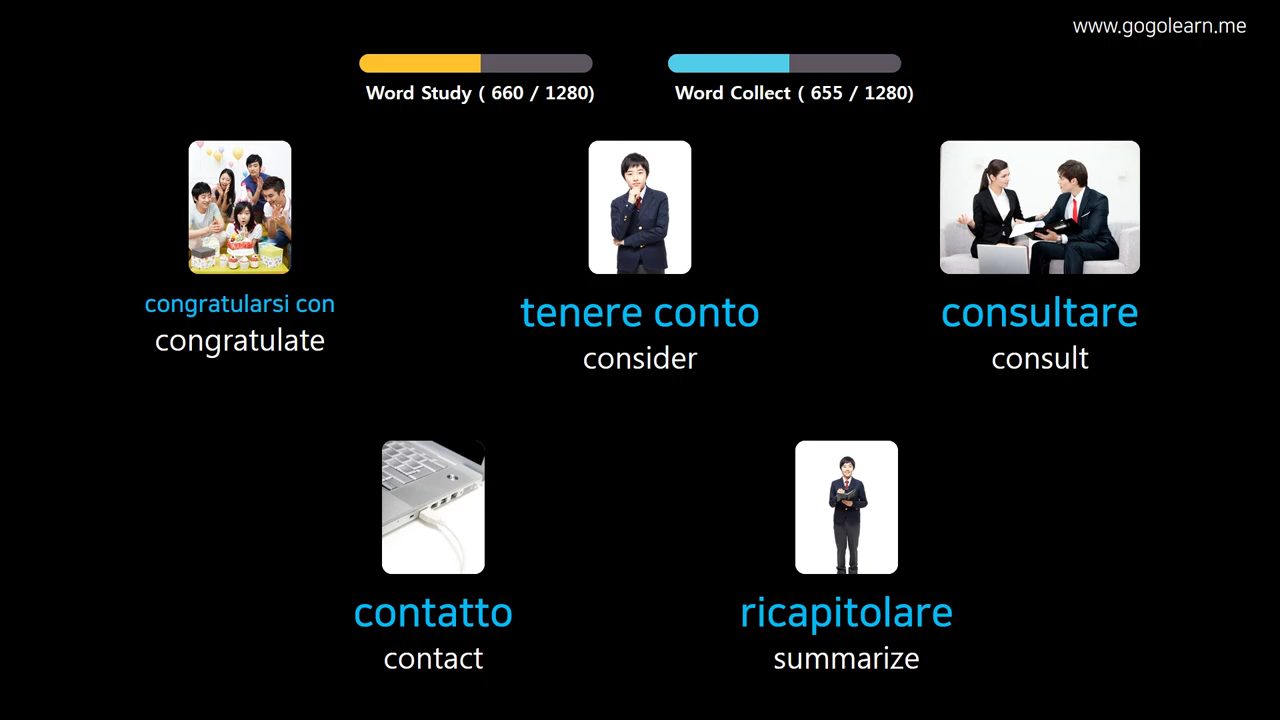 www.gogolearn.me
Word Study ( 660 / 1280)
Word Collect ( 655 / 1280)
congratularsi con
congratulate
tenere conto
consider
consultare
consult
contatto
contact
ricapitolare
summarize